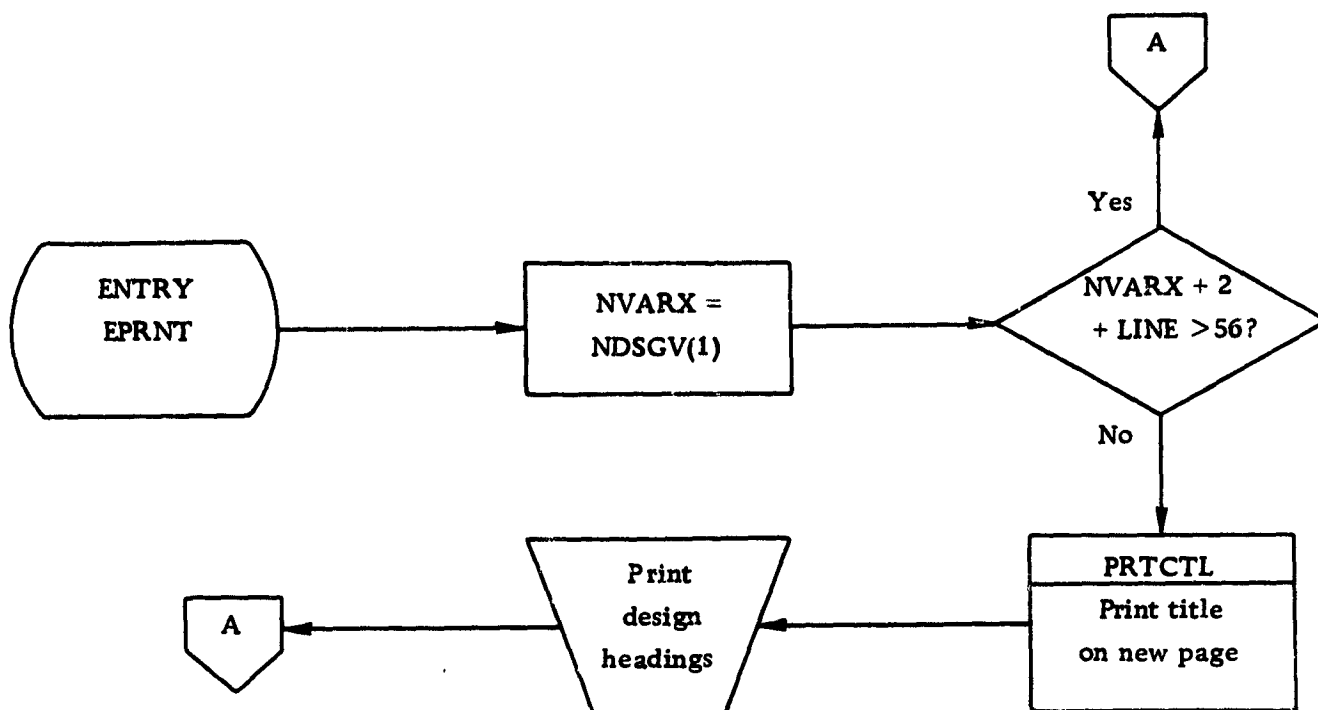 A
Yes
ENTRY
EPRNT
NVARX =
NDSGV(1)
NVARX + 2
+ LINE >56?
No
PRTCTL
Print title
on new page
Print
design
headings
A